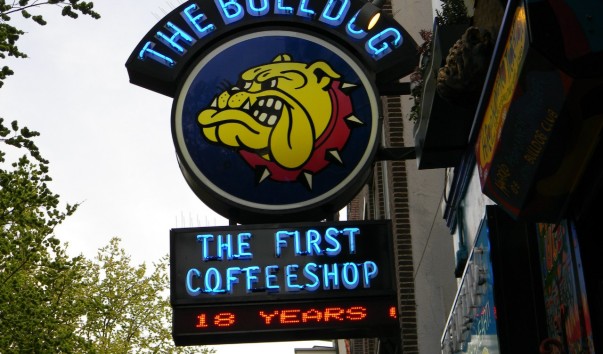 THE BULLDOG
THE FIRST
COFFEESHOP
18 YEARS